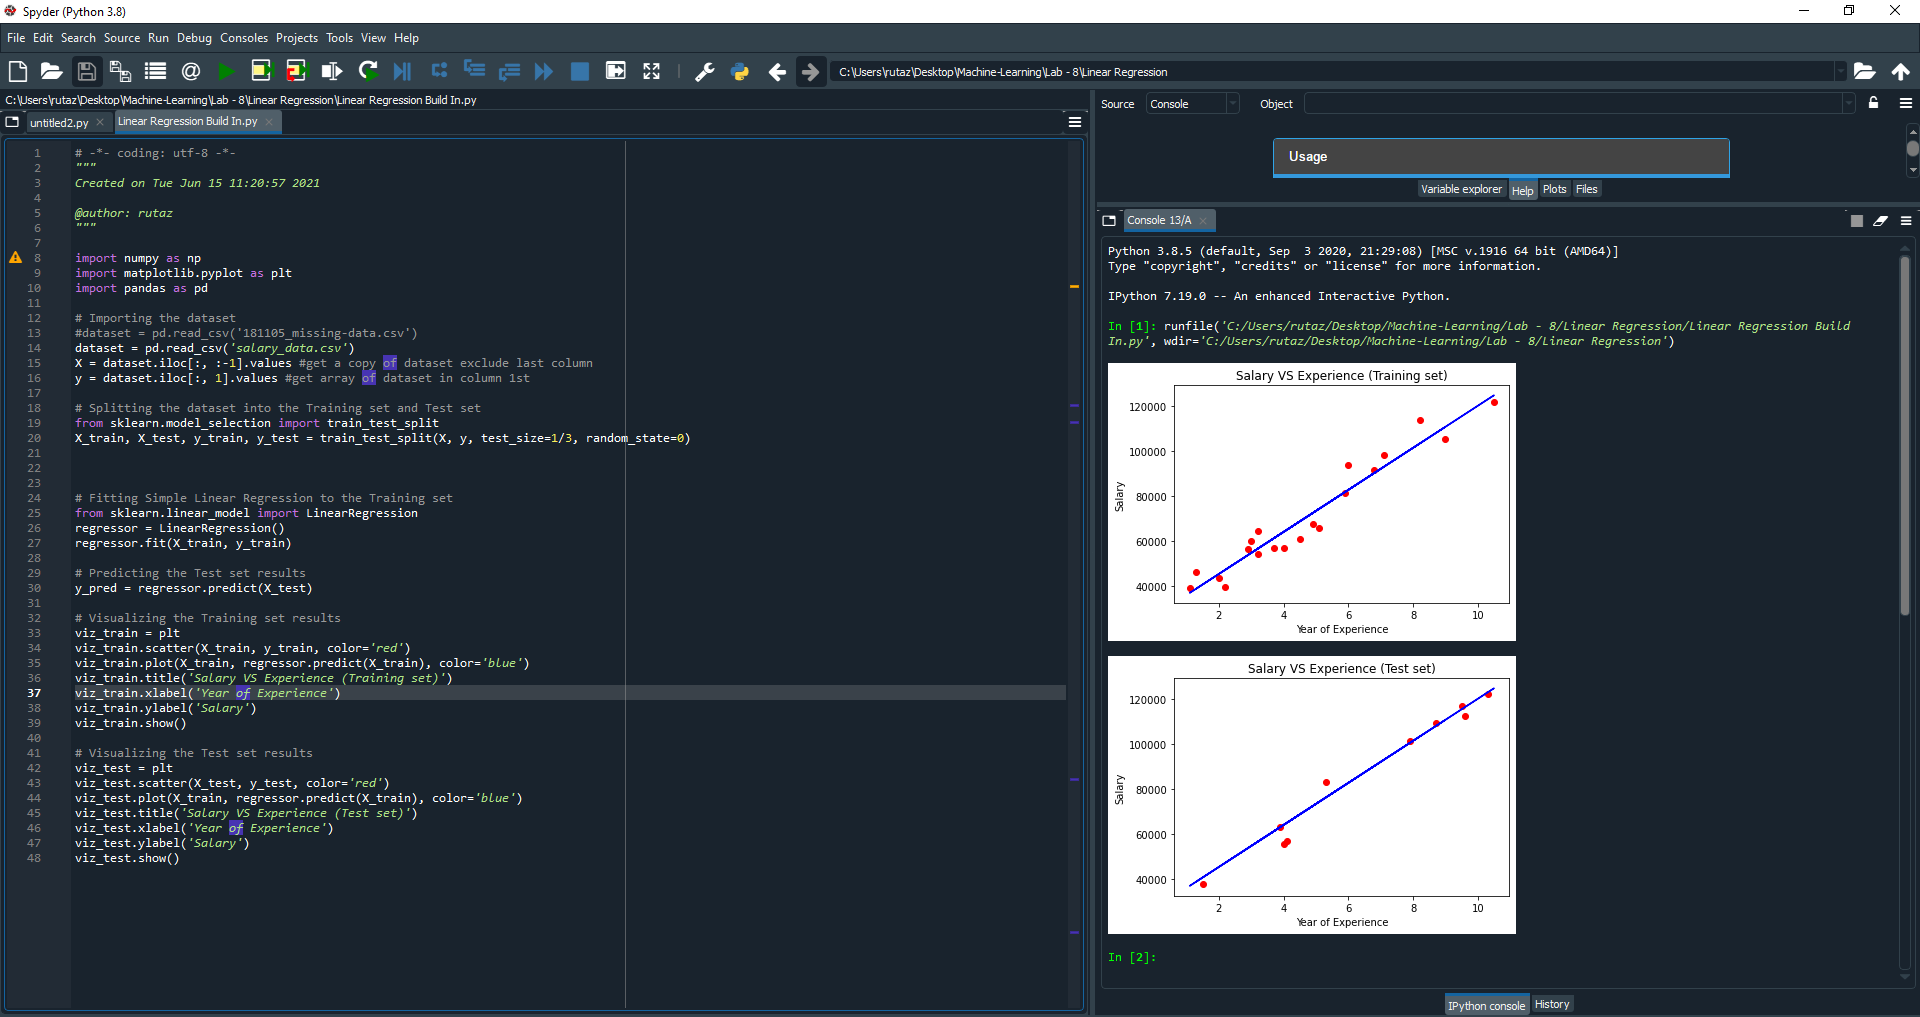 Spyder (Python 3.8)
File Edit Search Source Run Debug Consoles Projects Tools View Help
C:\Users\rutaz\Desktop\Machine-Learning\Lab - 8\Linear Regression
C:\Users\rutaz\Desktop\Machine-Learning\Lab - 8\Linear Regression\Linear Regression Build In.py
untitled2.py Linear Regression Build In.py
1 # -*- coding: utf-8 -*-
2 """
3 Created on Tue Jun 15 11:20:57 2021
4
5 @author: rutaz
6 """
7
8 import numpy as np
9 import matplotlib.pyplot as plt
10 import pandas as pd
11
12 # Importing the dataset
13 #dataset = pd.read_csv('181105_missing-data.csv')
14 dataset = pd.read_csv('salary_data.csv')
15 X = dataset.iloc[:, :-1].values #get a copy of dataset exclude last column
16 y = dataset.iloc[:, 1].values #get array of dataset in column 1st
17
18 # Splitting the dataset into the Training set and Test set
19 from sklearn.model_selection import train_test_split
20 X_train, X_test, y_train, y_test = train_test_split(X, y, test_size=1/3, random_state=0)
21
22
23
24 # Fitting Simple Linear Regression to the Training set
25 from sklearn.linear_model import LinearRegression
26 regressor = LinearRegression()
27 regressor.fit(X_train, y_train)
28
29 # Predicting the Test set results
30 y_pred = regressor.predict(X_test)
31
32 # Visualizing the Training set results
33 viz_train = plt
34 viz_train.scatter(X_train, y_train, color='red')
35 viz_train.plot(X_train, regressor.predict(X_train), color='blue')
36 viz_train.title('Salary VS Experience (Training set)')
37 viz_train.xlabel('Year of Experience')
38 viz_train.ylabel('Salary')
39 viz_train.show()
40
41 # Visualizing the Test set results
42 viz_test = plt
43 viz_test.scatter(X_test, y_test, color='red')
44 viz_test.plot(X_train, regressor.predict(X_train), color='blue')
45 viz_test.title('Salary VS Experience (Test set)')
46 viz_test.xlabel('Year of Experience')
47 viz_test.ylabel('Salary')
48 viz_test.show()
Source Console Object
Usage
Variable explorer Help Plots Files
Console 13/A
Python 3.8.5 (default, Sep  3 2020, 21:29:08) [MSC v.1916 64 bit (AMD64)]
Type "copyright", "credits" or "license" for more information.
IPython 7.19.0 -- An enhanced Interactive Python.
In [1]: runfile('C:/Users/rutaz/Desktop/Machine-Learning/Lab - 8/Linear Regression/Linear Regression Build
In.py', wdir='C:/Users/rutaz/Desktop/Machine-Learning/Lab - 8/Linear Regression')
Salary VS Experience (Training set)
120000
100000
80000
60000
40000
Salary
2 4 6 8 10
Year of Experience
Salary VS Experience (Test set)
120000
100000
80000
60000
40000
Salary
2 4 6 8 10
Year of Experience
In [2]:
IPython console History